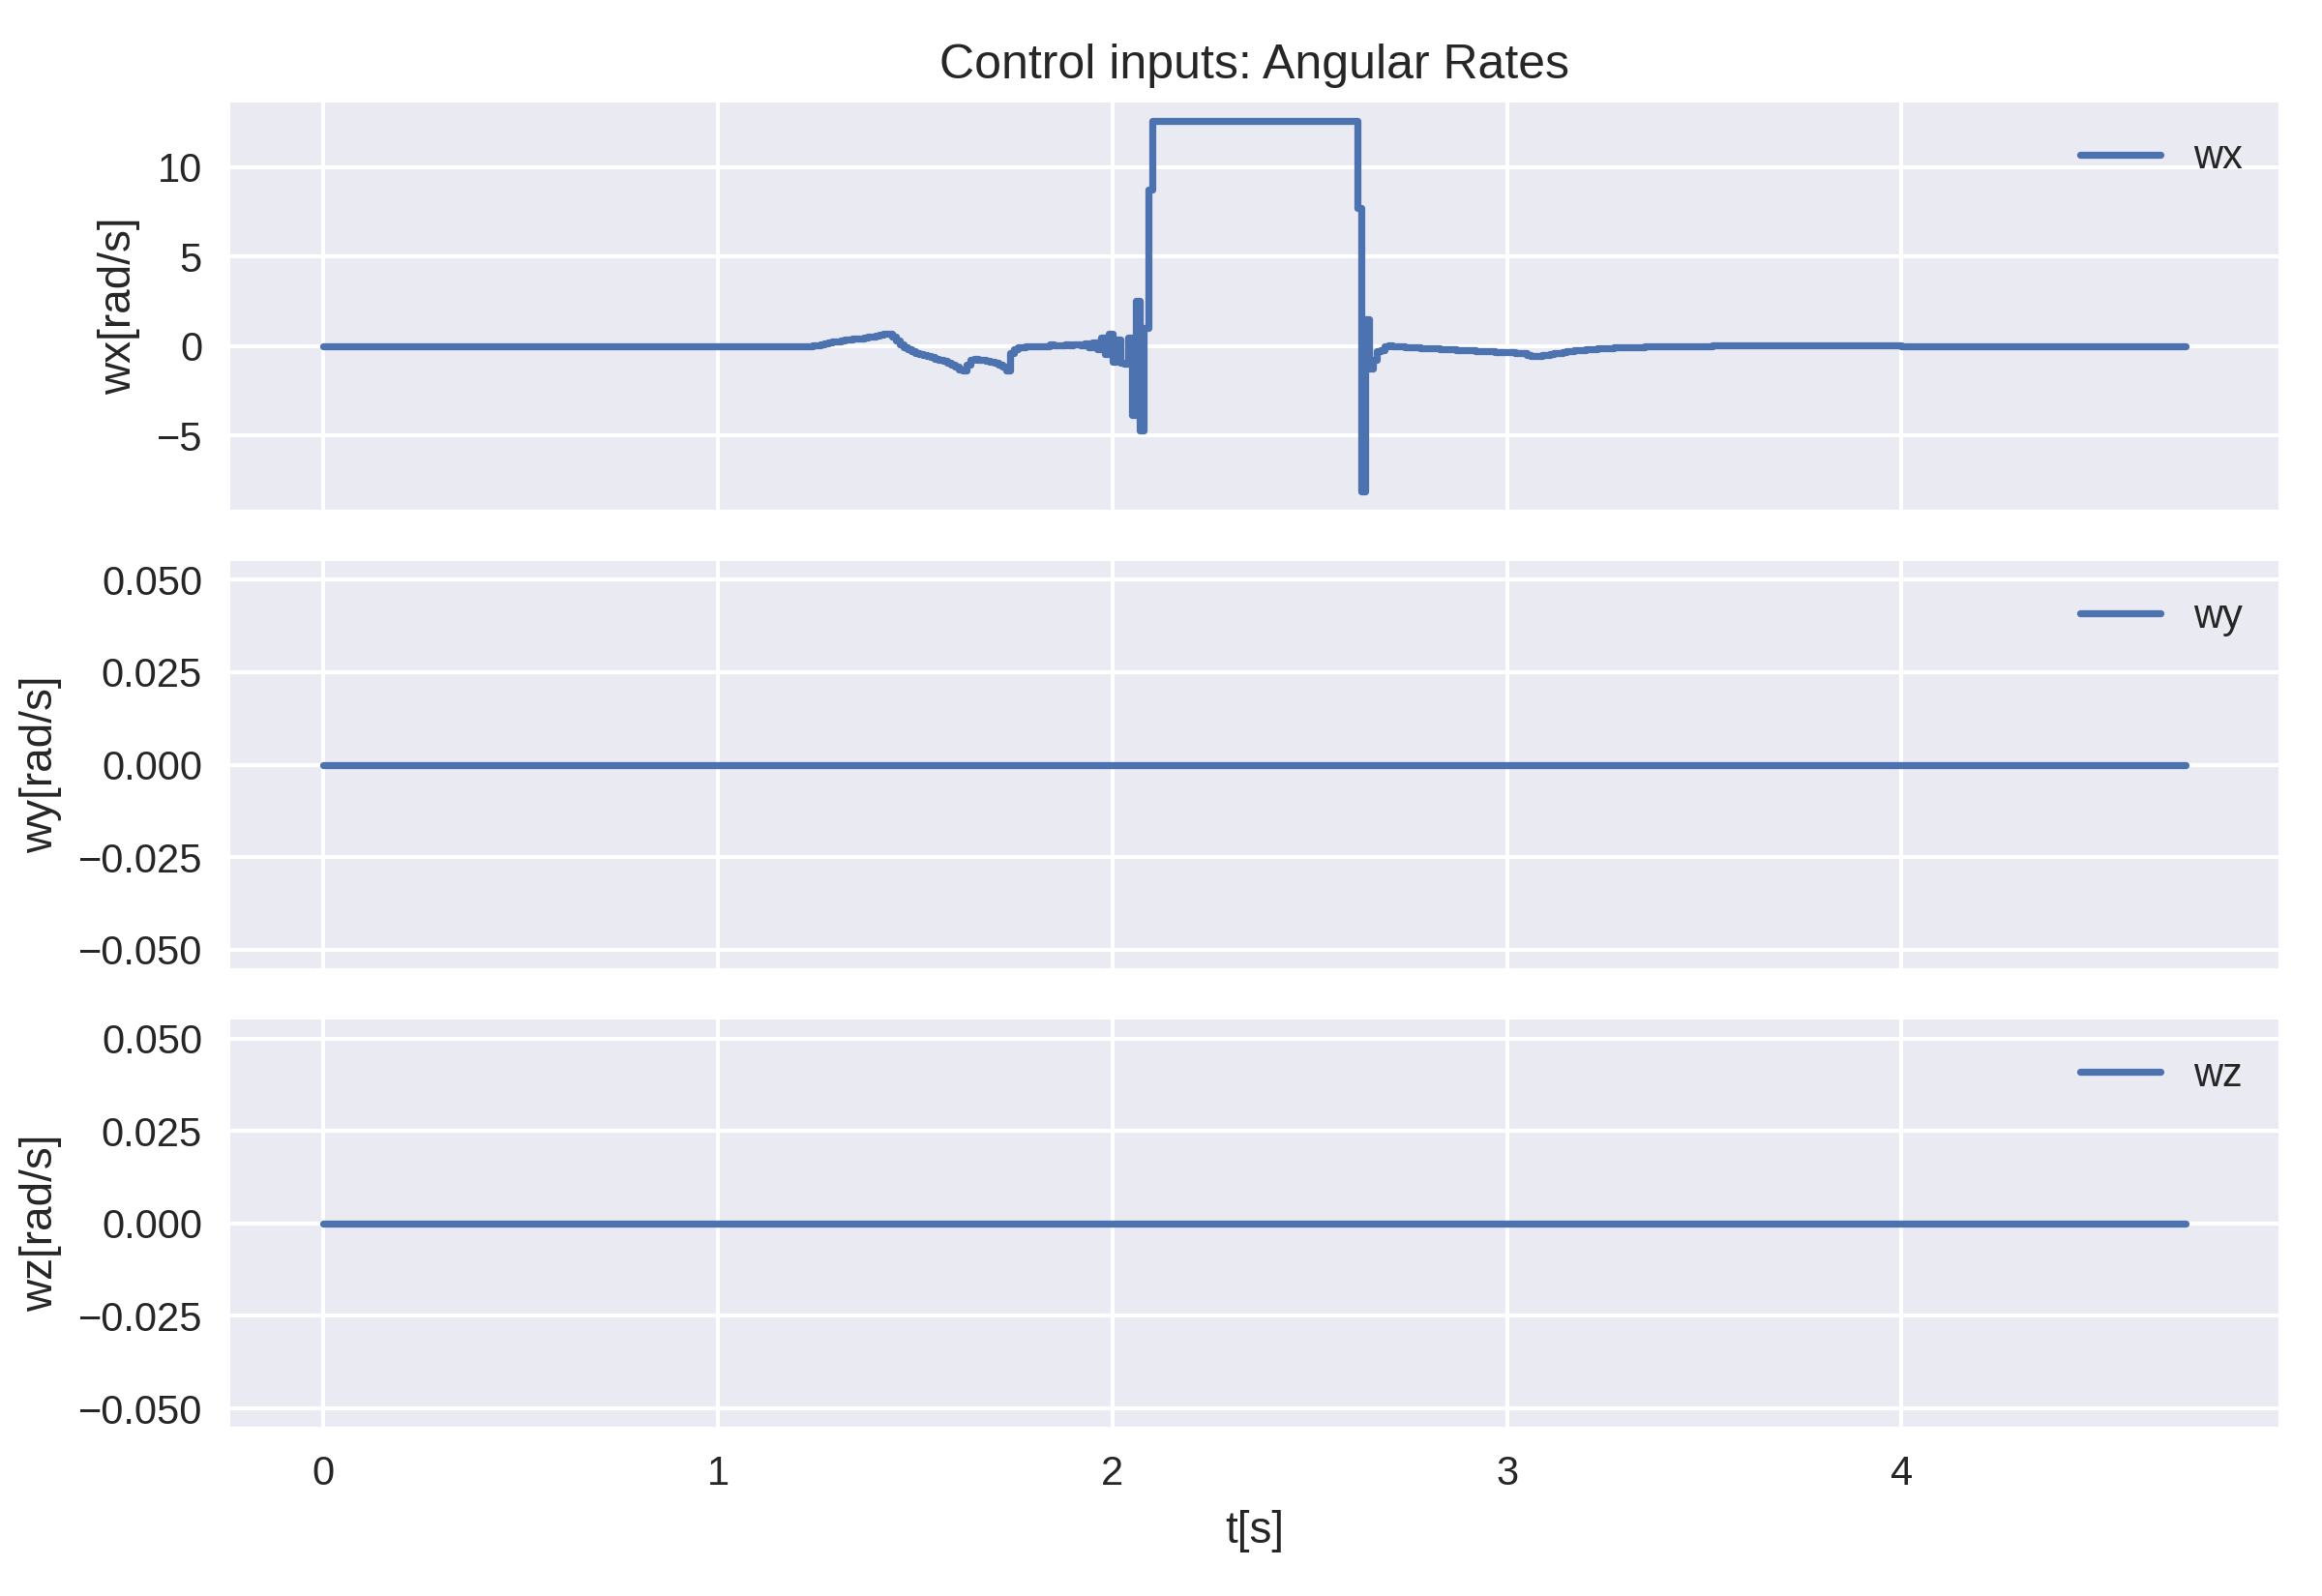 Control inputs: Angular Rates
wx[rad/s]
10
5
0
−5
wx
wy[rad/s]
0.050
0.025
0.000
−0.025
−0.050
wy
wz[rad/s]
0.050
0.025
0.000
−0.025
−0.050
wz
0 1 2 3 4
t[s]